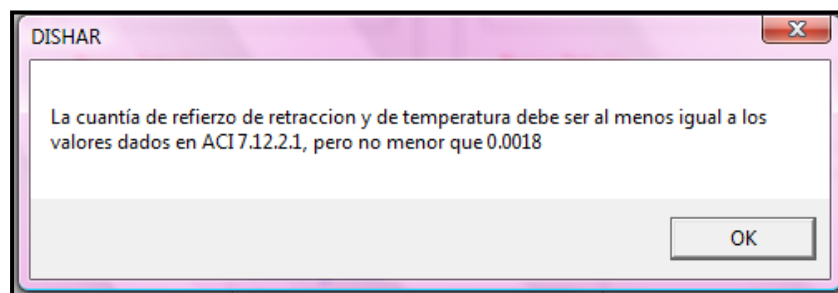 DISHAR
La cuantía de refierzo de retraccion y de temperatura debe ser al menos igual a los
valores dados en ACI 7.12.2.1, pero no menor que 0.0018
OK